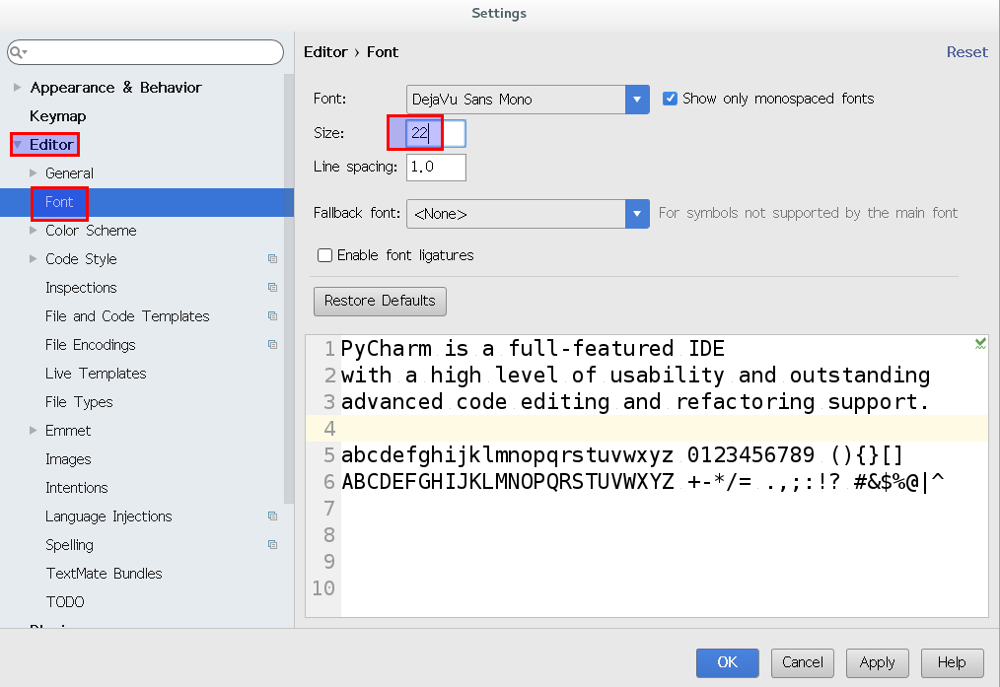 Settings
Appearance & Behavior
Keymap
Editor
General
Font
Color Scheme
Code Style
Inspections
File and Code Templates
File Encodings
Live Templates
File Types
Emmet
Images
Intentions
Language Injections
Spelling
TextMate Bundles
TODO
Editor › Font
Reset
Font: DejaVu Sans Mono Show only monospaced fonts
Size: 22
Line spacing: 1.0
Fallback font: <None> For symbols not supported by the main font
Enable font ligatures
Restore Defaults
1 PyCharm is a full-featured IDE
2 with a high level of usability and outstanding
3 advanced code editing and refactoring support.
4
5 abcdefghijklmnopqrstuvwxyz 0123456789 (){}[]
6 ABCDEFGHIJKLMNOPQRSTUVWXYZ +-*/= .,;:!? #&$%@|^
7
8
9
10
OK Cancel Apply Help